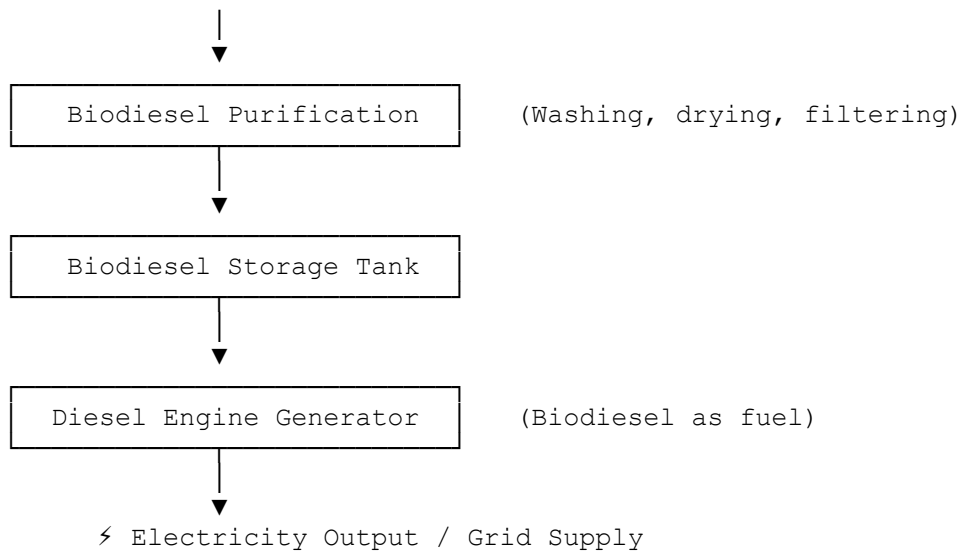 Biodiesel Purification (Washing, drying, filtering)
Biodiesel Storage Tank
Diesel Engine Generator (Biodiesel as fuel)
⚡ Electricity Output / Grid Supply